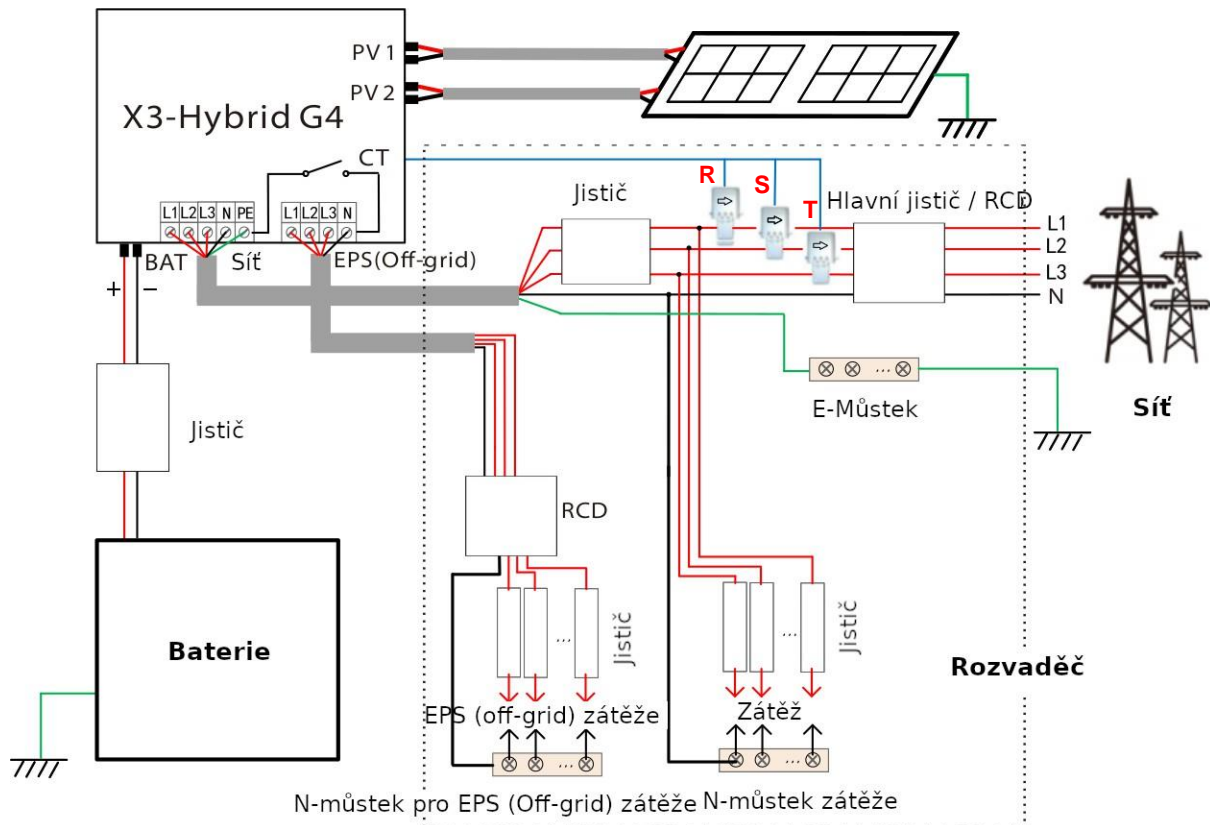 PV 1
PV 2
X3-Hybrid G4
CT
L1 L2 L3 N PE
L1 L2 L3 N
BAT
Síť
EPS(Off-grid)
+ −
R
S
T
Jistič
Hlavní jistič / RCD
L1
L2
L3
N
...
E-Můstek
Síť
Jistič
RCD
Baterie
...
Jistič
...
Jistič
Rozvaděč
EPS (off-grid) zátěže
Zátěž
...
...
N-můstek pro EPS (Off-grid) zátěže
N-můstek zátěže